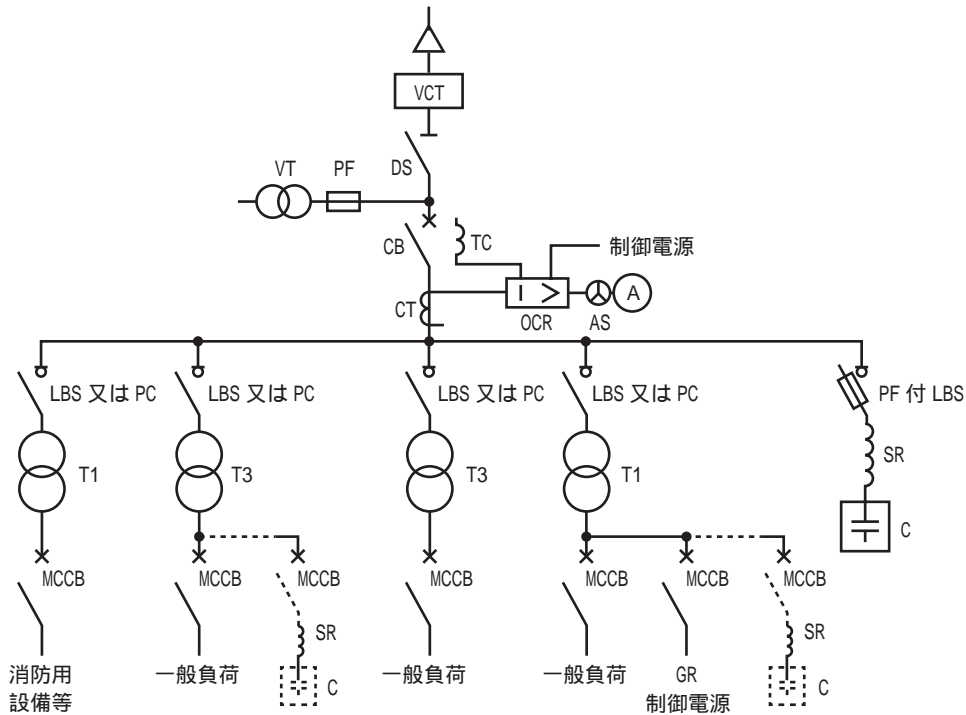 VCT
DS
VT
PF
CB
TC
制御電源
CT
OCR
AS
A
I >
LBS 又は PC
LBS 又は PC
LBS 又は PC
LBS 又は PC
PF 付 LBS
T1
T3
T3
T1
SR
C
MCCB
MCCB
MCCB
MCCB
MCCB
MCCB
MCCB
SR
SR
消防用
設備等
一般負荷
C
一般負荷
一般負荷
GR
制御電源
C